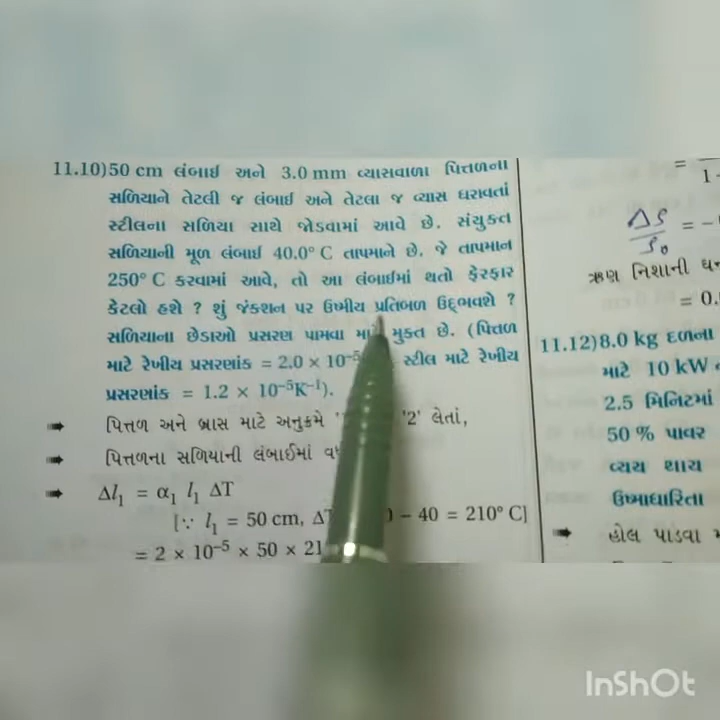 11.10) 50 cm લંબાઈ અને 3.0 mm વ્યાસવાળા પિત્તળના
સળિયાને તેટલી જ લંબાઈ અને તેટલા જ વ્યાસ ધરાવતાં
સ્ટીલના સળિયા સાથે જોડવામાં આવે છે. સંયુક્ત
સળિયાની મૂળ લંબાઈ 40.0° C તાપમાને છે. જે તાપમાન
250° C કરવામાં આવે, તો આ લંબાઈમાં થતો ફેરફાર
કેટલો હશે ? શું જંક્શન પર ઉષ્મીય પ્રતિબળ ઉદ્ભવશે ?
સળિયાના છેડાઓ પ્રસરણ પામવા મુક્ત છે. (પિત્તળ
માટે રેખીય પ્રસરણાંક = 2.0 × 10⁻⁵ સ્ટીલ માટે રેખીય
પ્રસરણાંક = 1.2 × 10⁻⁵K⁻¹).
➠ પિત્તળ અને બ્રાસ માટે અનુક્રમે '2' લેતાં,
➠ પિત્તળના સળિયાની લંબાઈમાં
➠ Δl₁ = α₁ l₁ ΔT
[∵ l₁ = 50 cm, − 40 = 210° C]
= 2 × 10⁻⁵ × 50 ×
=
1
Δρ/ρ₀ = −
ઋણ નિશાની
= 0.
11.12) 8.0 kg દળના
માટે 10 kW
2.5 મિનિટમાં
50 % પાવર
વ્યય થાય
ઉષ્માધારિતા
➠ હોલ પાડવા
InShOt